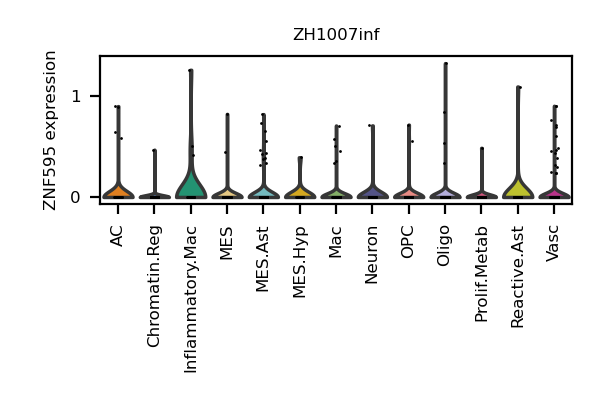 ZH1007inf
ZNF595 expression
1
0
AC
Chromatin.Reg
Inflammatory.Mac
MES
MES.Ast
MES.Hyp
Mac
Neuron
OPC
Oligo
Prolif.Metab
Reactive.Ast
Vasc